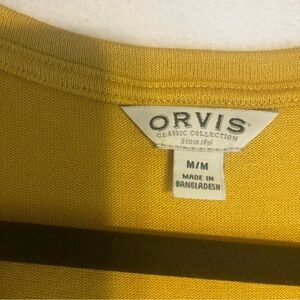 ORVIS
CLASSIC COLLECTION
Since 1856
M/M
MADE IN
BANGLADESH